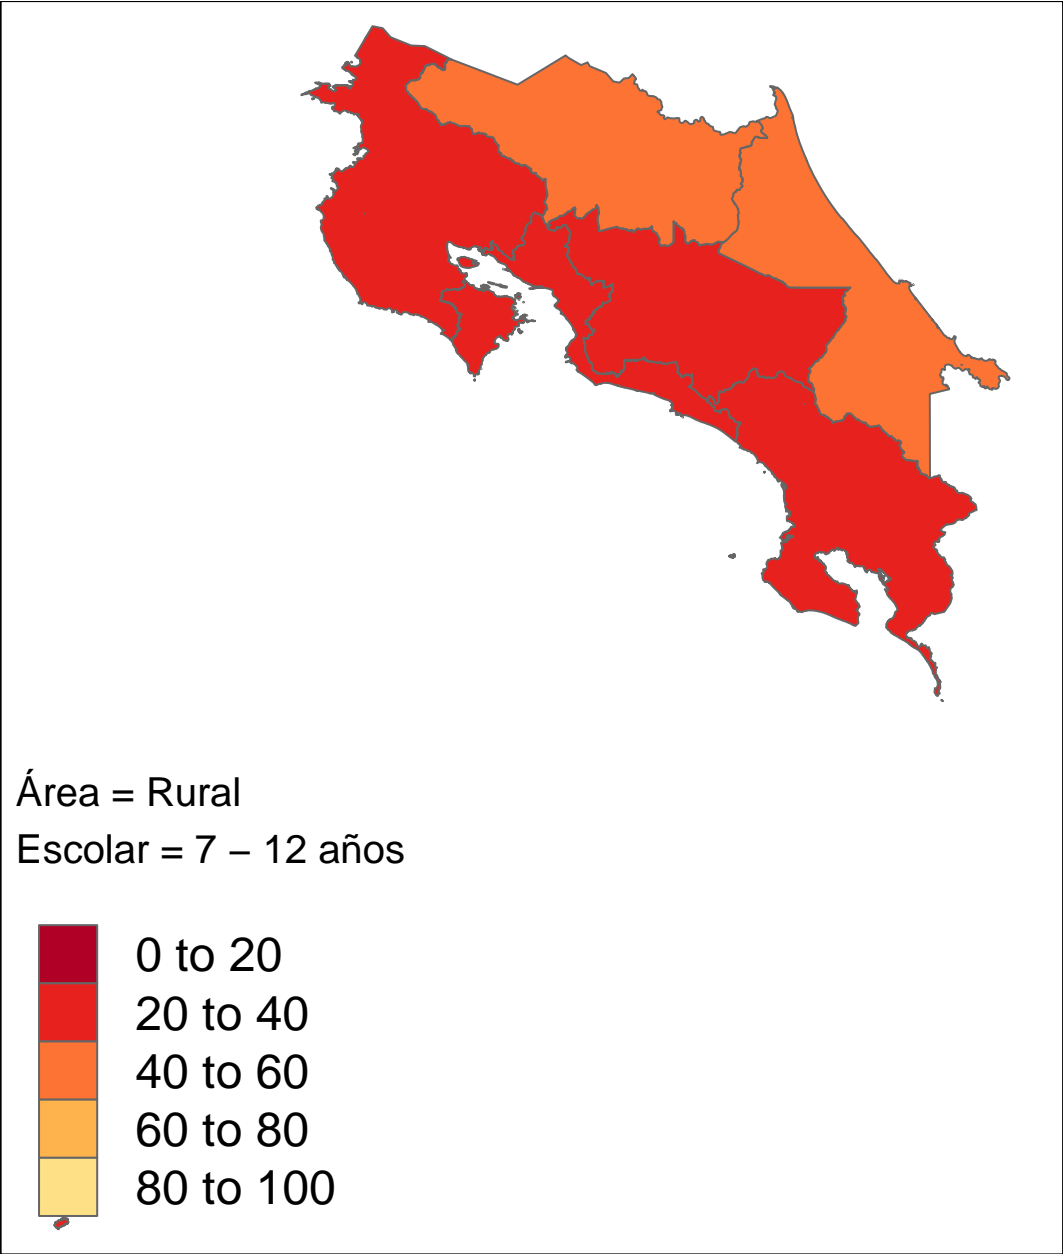 Área = Rural
Escolar = 7 – 12 años
0 to 20
20 to 40
40 to 60
60 to 80
80 to 100